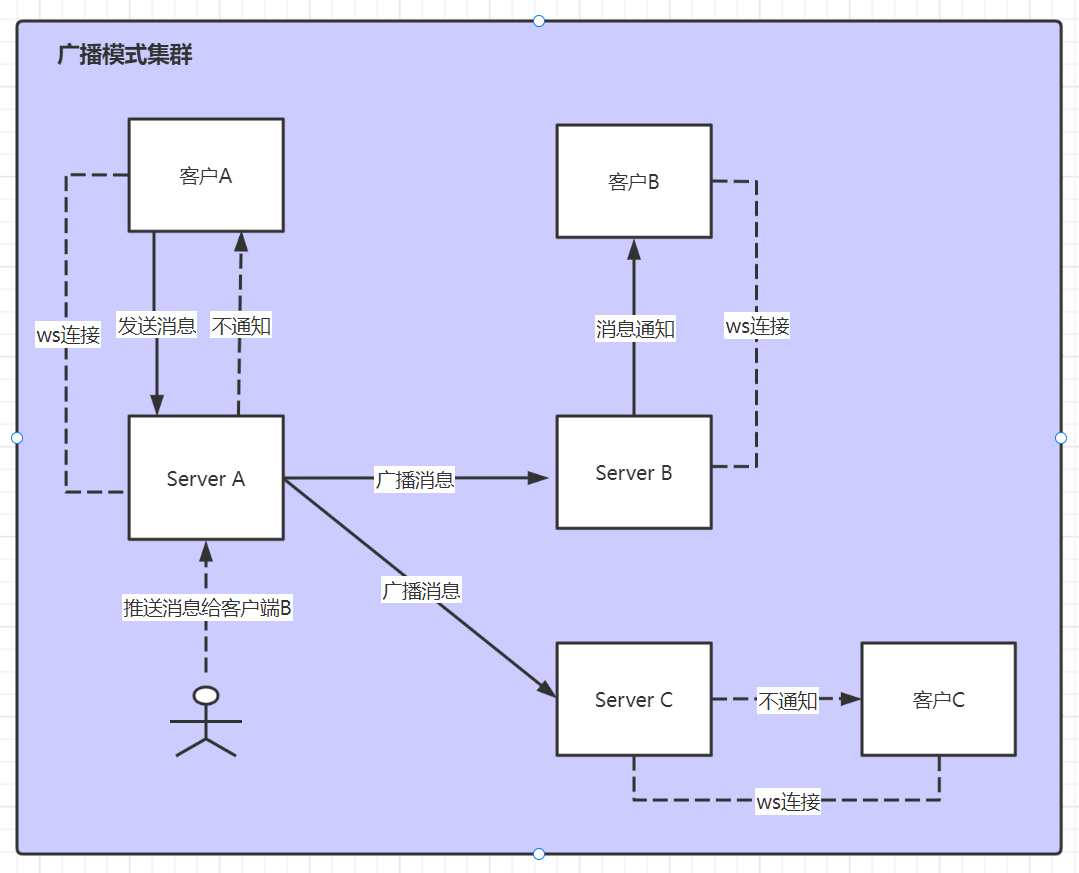 广播模式集群
客户A
客户B
ws连接
发送消息
不通知
消息通知
ws连接
Server A
广播消息
Server B
广播消息
推送消息给客户端B
Server C
不通知
客户C
ws连接